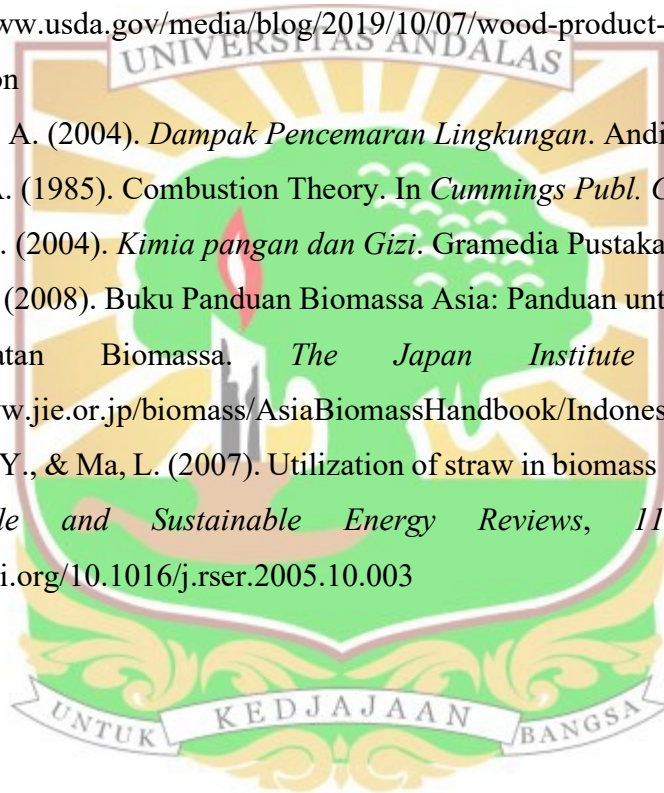 ww.usda.gov/media/blog/2019/10/07/wood-product-
UNIVERSITAS ANDALAS
on
A. (2004). Dampak Pencemaran Lingkungan. Andi
A. (1985). Combustion Theory. In Cummings Publ. C
. (2004). Kimia pangan dan Gizi. Gramedia Pustaka
(2008). Buku Panduan Biomassa Asia: Panduan unt
atan Biomassa. The Japan Institute
w.jie.or.jp/biomass/AsiaBiomassHandbook/Indones
Y., & Ma, L. (2007). Utilization of straw in biomass
le and Sustainable Energy Reviews, 11
i.org/10.1016/j.rser.2005.10.003
UNTUK KEDJAJAAN BANGSA